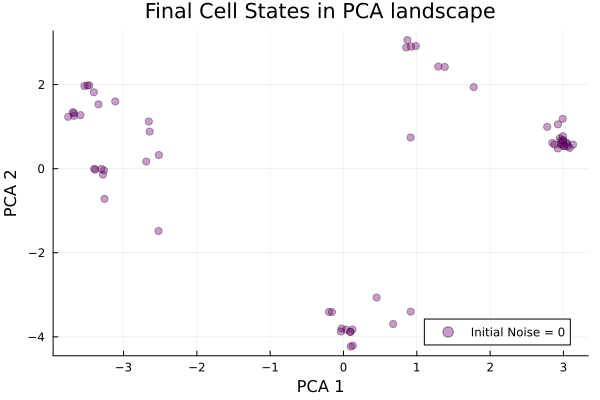 Final Cell States in PCA landscape
PCA 2
2
0
−2
−4
Initial Noise = 0
−3
−2
−1
0
1
2
3
PCA 1